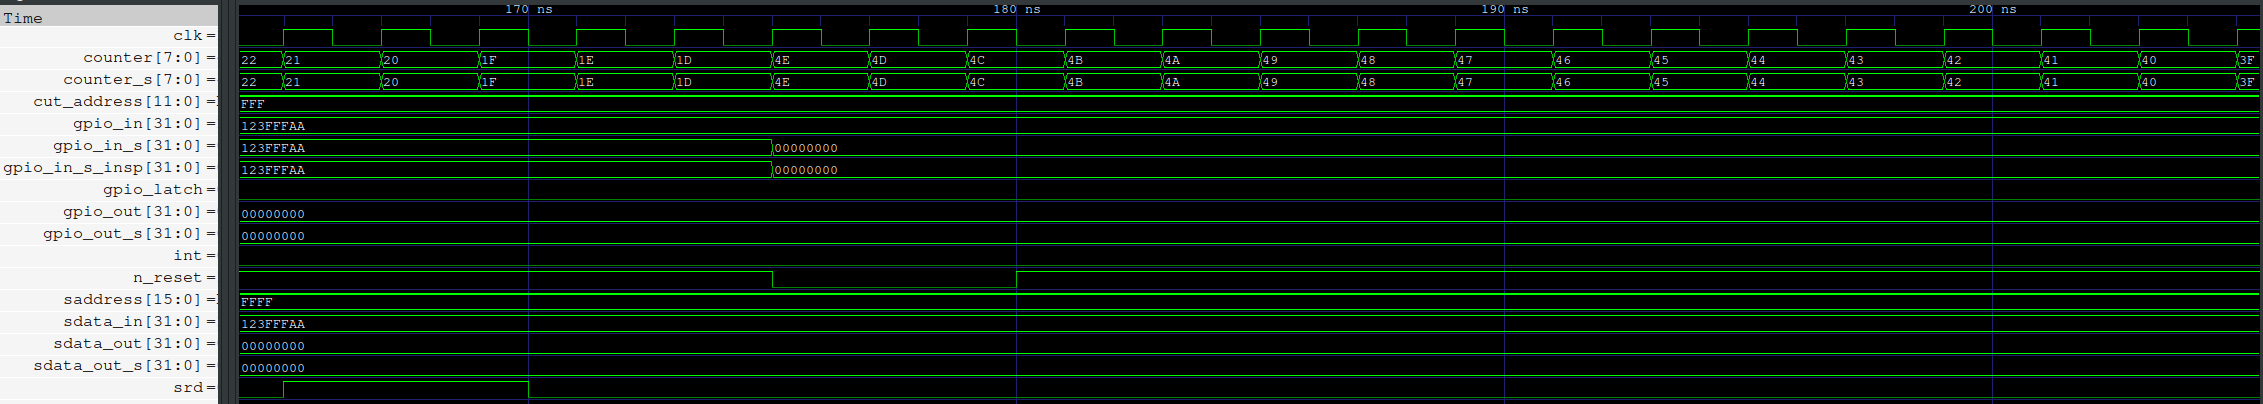 170 ns 180 ns 190 ns 200 ns
Time
clk =
counter[7:0] = 22 21 20 1F 1E 1D 4E 4D 4C 4B 4A 49 48 47 46 45 44 43 42 41 40 3F
counter_s[7:0] = 22 21 20 1F 1E 1D 4E 4D 4C 4B 4A 49 48 47 46 45 44 43 42 41 40 3F
cut_address[11:0] = FFF
gpio_in[31:0] = 123FFFAA
gpio_in_s[31:0] = 123FFFAA 00000000
gpio_in_s_insp[31:0] = 123FFFAA 00000000
gpio_latch =
gpio_out[31:0] = 00000000
gpio_out_s[31:0] = 00000000
int =
n_reset =
saddress[15:0] = FFFF
sdata_in[31:0] = 123FFFAA
sdata_out[31:0] = 00000000
sdata_out_s[31:0] = 00000000
srd =